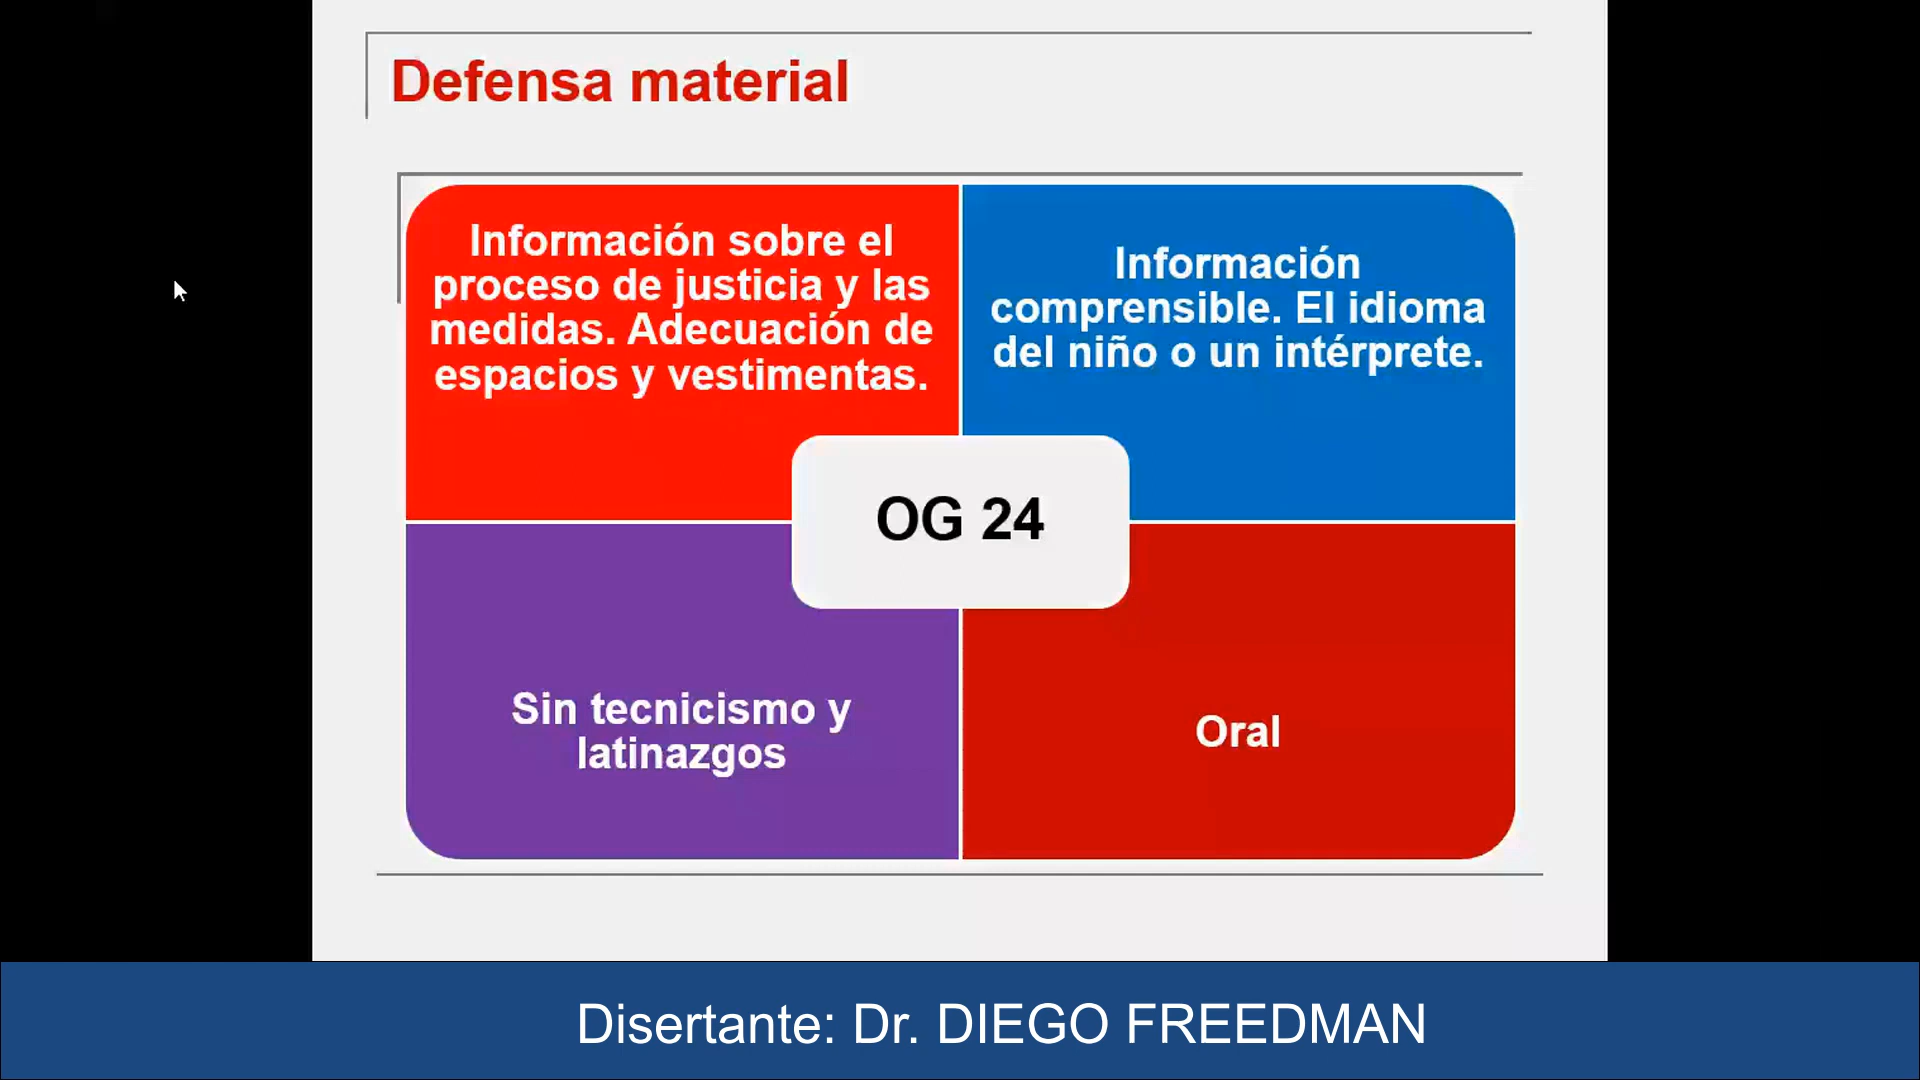 Defensa material
Información sobre el
proceso de justicia y las
medidas. Adecuación de
espacios y vestimentas.
Información
comprensible. El idioma
del niño o un intérprete.
OG 24
Sin tecnicismo y
latinazgos
Oral
Disertante: Dr. DIEGO FREEDMAN